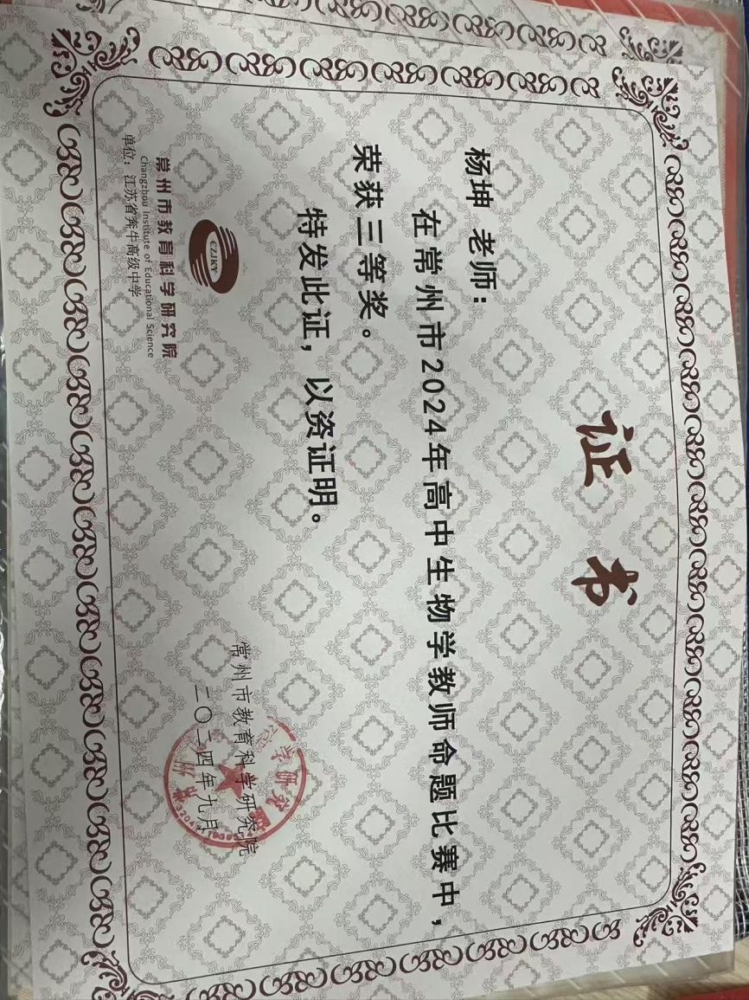 证书
杨坤 老师：
在常州市2024年高中生物学教师命题比赛中，
荣获三等奖。
特发此证，以资证明。
CZJKY
常州市教育科学研究院
Changzhou Institute of Educational Science
单位：江苏省奔牛高级中学
常州市教育科学研究院
二〇二四年九月